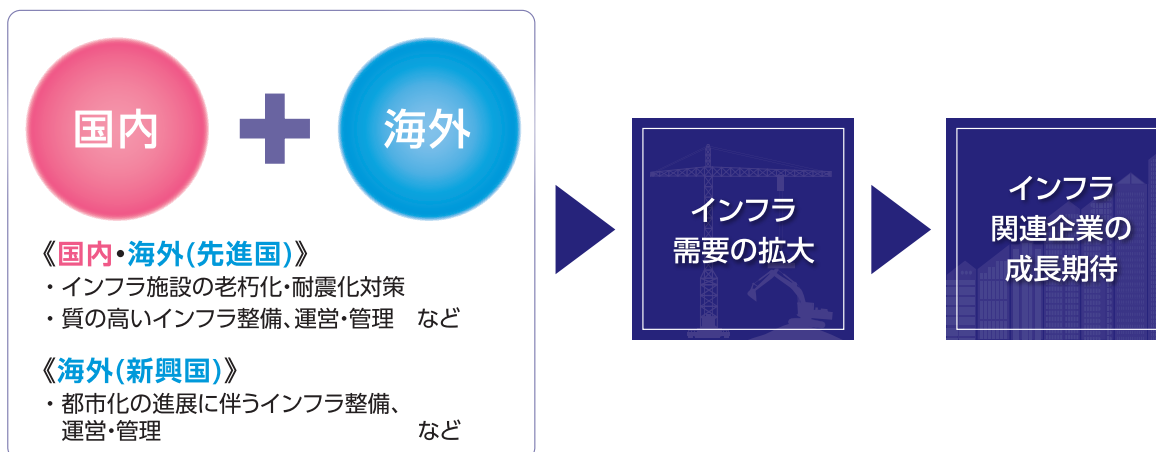 国内
海外
《国内・海外(先進国)》
・インフラ施設の老朽化・耐震化対策
・質の高いインフラ整備、運営・管理　など
《海外(新興国)》
・都市化の進展に伴うインフラ整備、
運営・管理　など
インフラ
需要の拡大
インフラ
関連企業の
成長期待